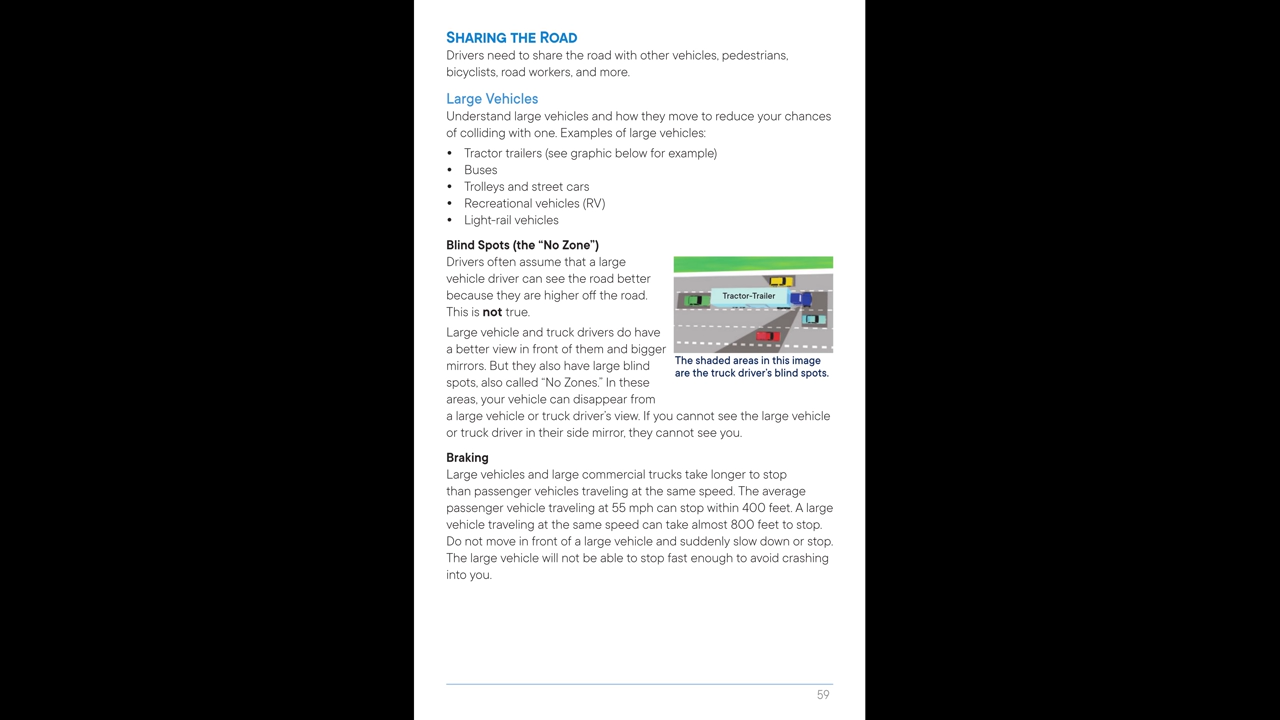 SHARING THE ROAD
Drivers need to share the road with other vehicles, pedestrians,
bicyclists, road workers, and more.
Large Vehicles
Understand large vehicles and how they move to reduce your chances
of colliding with one. Examples of large vehicles:
• Tractor trailers (see graphic below for example)
• Buses
• Trolleys and street cars
• Recreational vehicles (RV)
• Light-rail vehicles
Blind Spots (the “No Zone”)
Drivers often assume that a large
vehicle driver can see the road better
because they are higher off the road.
This is not true.
Large vehicle and truck drivers do have
a better view in front of them and bigger
mirrors. But they also have large blind
spots, also called “No Zones.” In these
areas, your vehicle can disappear from
a large vehicle or truck driver’s view. If you cannot see the large vehicle
or truck driver in their side mirror, they cannot see you.
Tractor-Trailer
The shaded areas in this image
are the truck driver’s blind spots.
Braking
Large vehicles and large commercial trucks take longer to stop
than passenger vehicles traveling at the same speed. The average
passenger vehicle traveling at 55 mph can stop within 400 feet. A large
vehicle traveling at the same speed can take almost 800 feet to stop.
Do not move in front of a large vehicle and suddenly slow down or stop.
The large vehicle will not be able to stop fast enough to avoid crashing
into you.
59